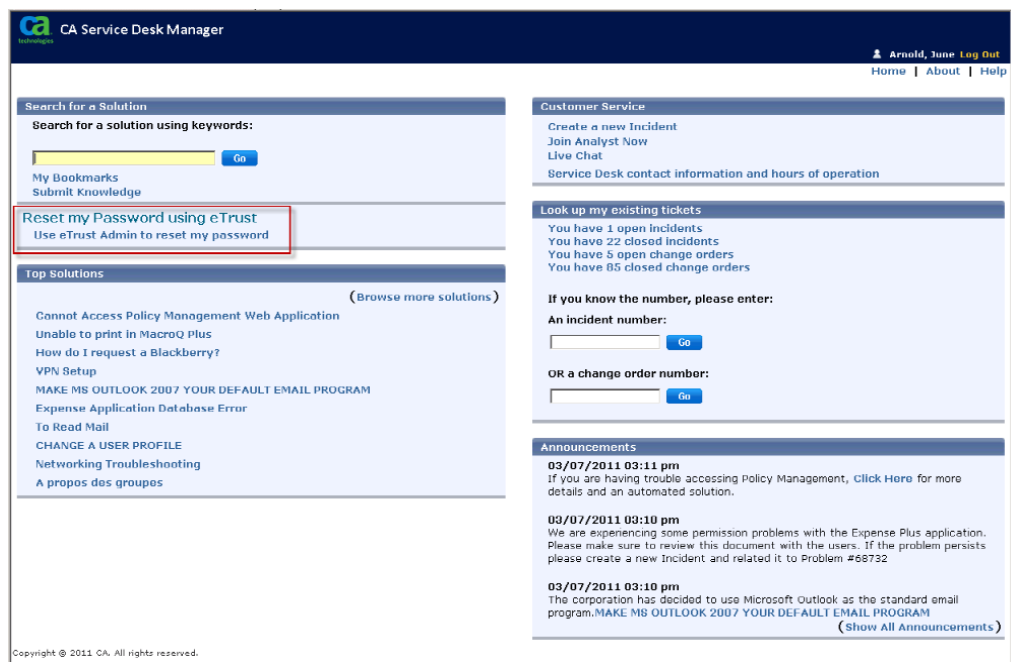 ca
technologies
CA Service Desk Manager
Arnold, June Log Out
Home | About | Help
Search for a Solution
Search for a solution using keywords:
Go
My Bookmarks
Submit Knowledge
Reset my Password using eTrust
Use eTrust Admin to reset my password
Top Solutions
(Browse more solutions)
Cannot Access Policy Management Web Application
Unable to print in MacroQ Plus
How do I request a Blackberry?
VPN Setup
MAKE MS OUTLOOK 2007 YOUR DEFAULT EMAIL PROGRAM
Expense Application Database Error
To Read Mail
CHANGE A USER PROFILE
Networking Troubleshooting
A propos des groupes
Customer Service
Create a new Incident
Join Analyst Now
Live Chat
Service Desk contact information and hours of operation
Look up my existing tickets
You have 1 open incidents
You have 22 closed incidents
You have 5 open change orders
You have 85 closed change orders
If you know the number, please enter:
An incident number:
Go
OR a change order number:
Go
Announcements
03/07/2011 03:11 pm
If you are having trouble accessing Policy Management, Click Here for more
details and an automated solution.
03/07/2011 03:10 pm
We are experiencing some permission problems with the Expense Plus application.
Please make sure to review this document with the users. If the problem persists
please create a new Incident and related it to Problem #68732
03/07/2011 03:10 pm
The corporation has decided to use Microsoft Outlook as the standard email
program.MAKE MS OUTLOOK 2007 YOUR DEFAULT EMAIL PROGRAM
(Show All Announcements)
Copyright © 2011 CA. All rights reserved.